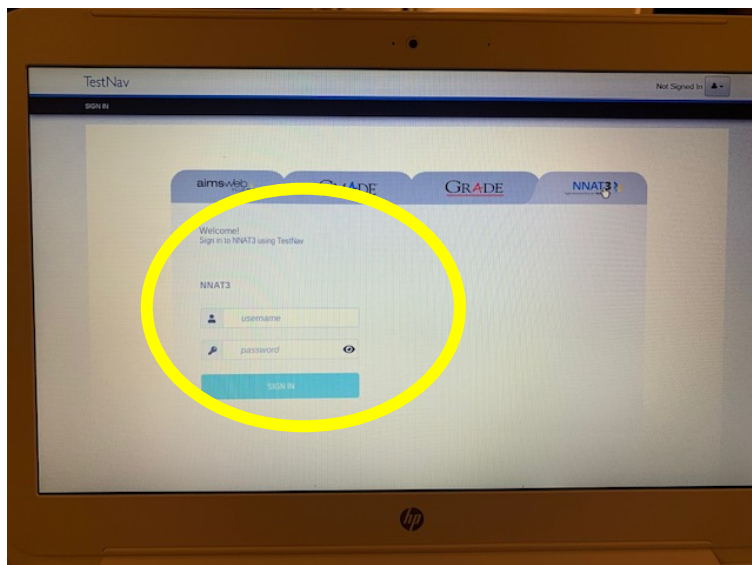 TestNav
Not Signed In
SIGN IN
aimsweb
GRADE
NNAT3
Welcome!
Sign in to NNAT3 using TestNav
NNAT3
username
password
SIGN IN
hp